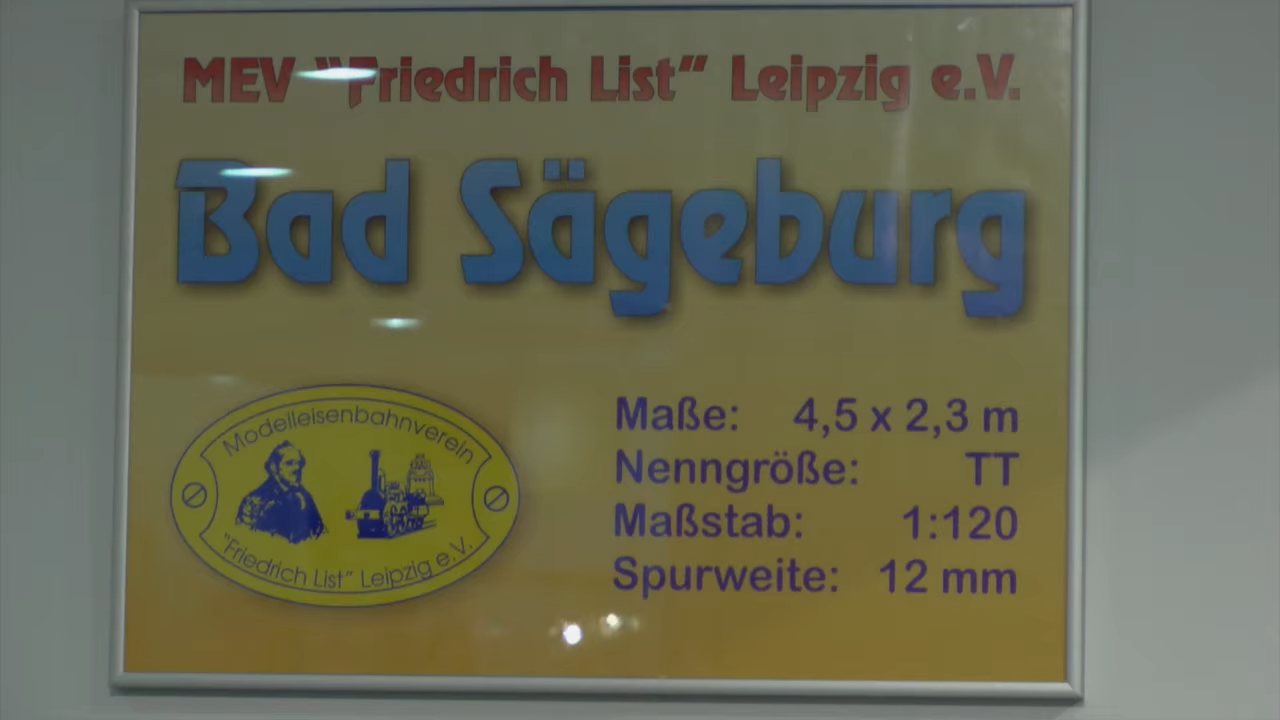 MEV "Friedrich List" Leipzig e.V.
Bad Sägeburg
Modelleisenbahnverein
"Friedrich List" Leipzig e.V.
Maße: 4,5 x 2,3 m
Nenngröße: TT
Maßstab: 1:120
Spurweite: 12 mm